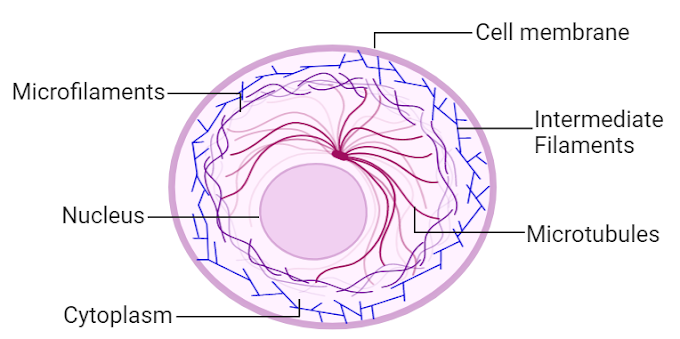 Cell membrane
Microfilaments
Intermediate
Filaments
Nucleus
Microtubules
Cytoplasm